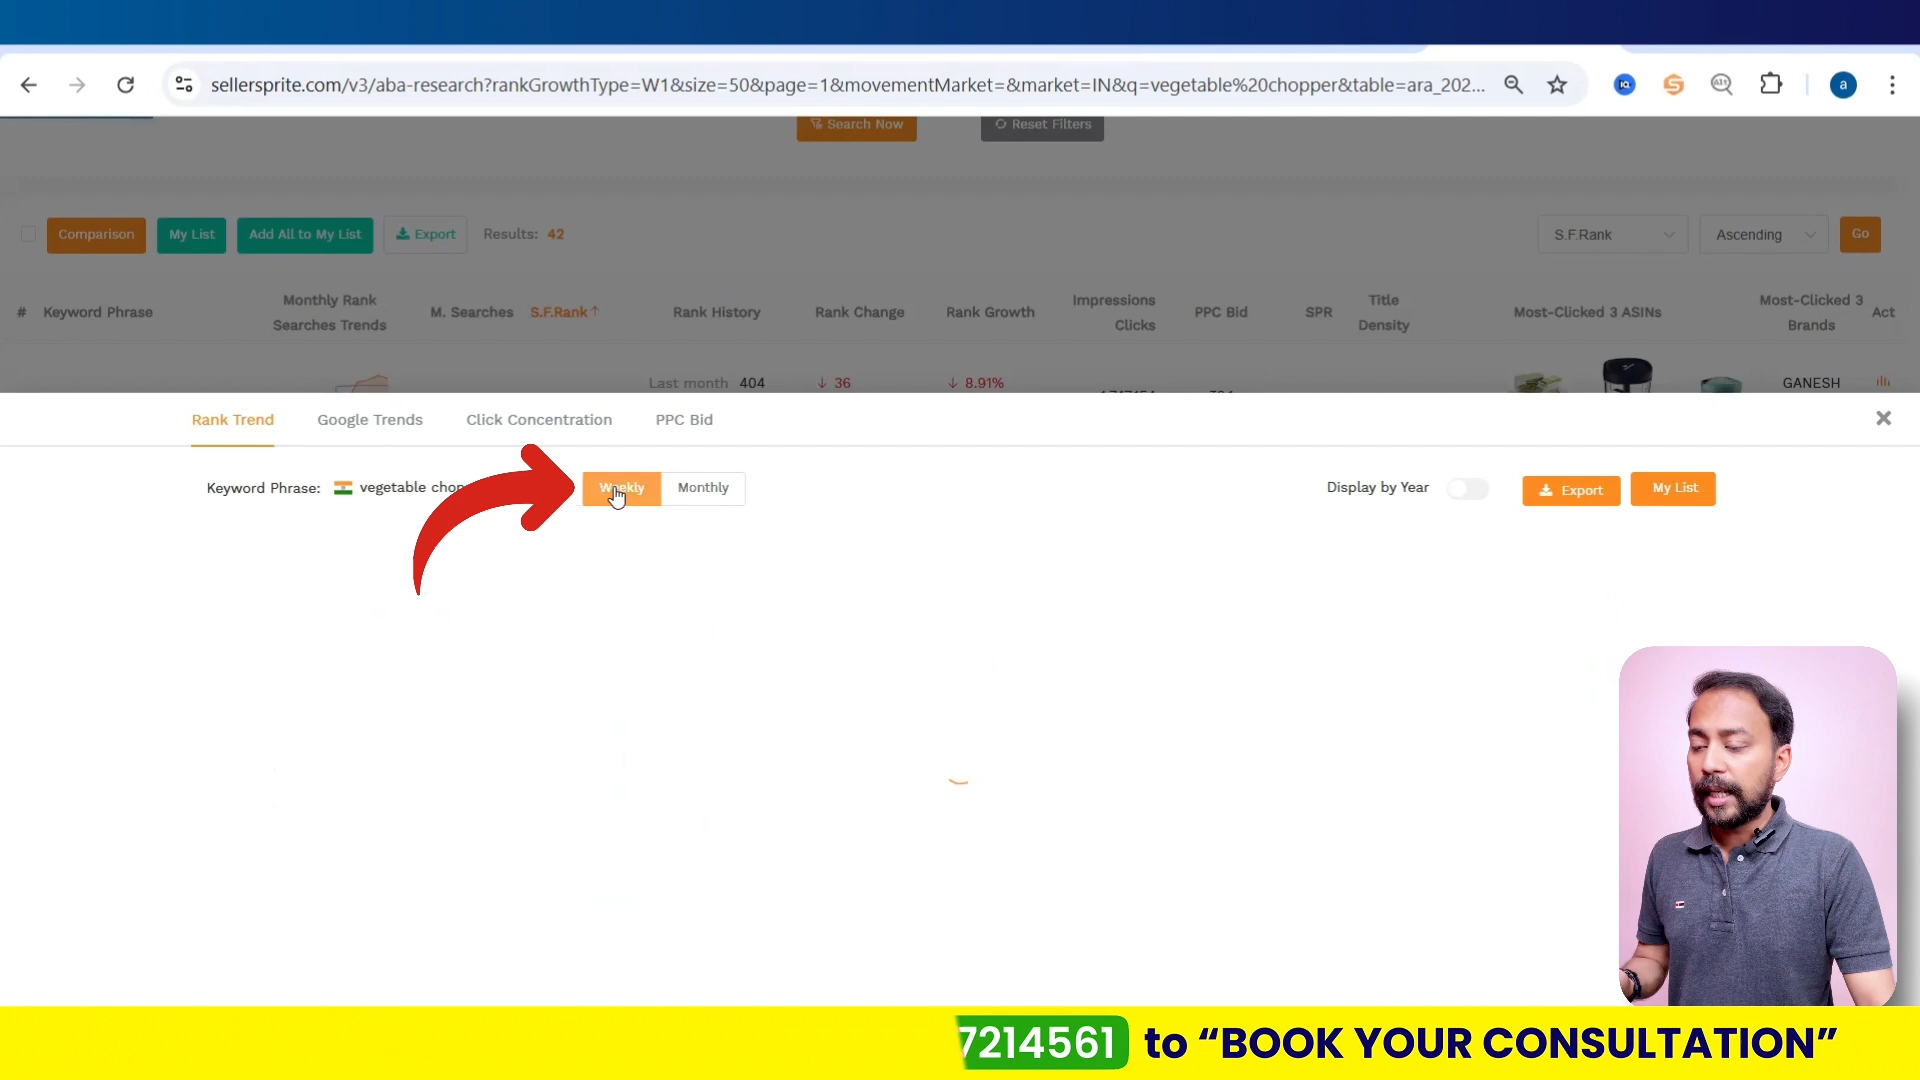 sellersprite.com/v3/aba-research?rankGrowthType=W1&size=50&page=1&movementMarket=&market=IN&q=vegetable%20chopper&table=ara_202...
a
Search Now
Reset Filters
Comparison
My List
Add All to My List
Export
Results: 42
S.F.Rank
Ascending
Go
# Keyword Phrase
Monthly Rank
Searches Trends
M. Searches
S.F.Rank
Rank History
Rank Change
Rank Growth
Impressions
Clicks
PPC Bid
SPR
Title
Density
Most-Clicked 3 ASINs
Most-Clicked 3
Brands
Act
Last month 404
36
8.91%
GANESH
Rank Trend
Google Trends
Click Concentration
PPC Bid
Keyword Phrase:
vegetable chop
Weekly
Monthly
Display by Year
Export
My List
7214561 to “BOOK YOUR CONSULTATION”